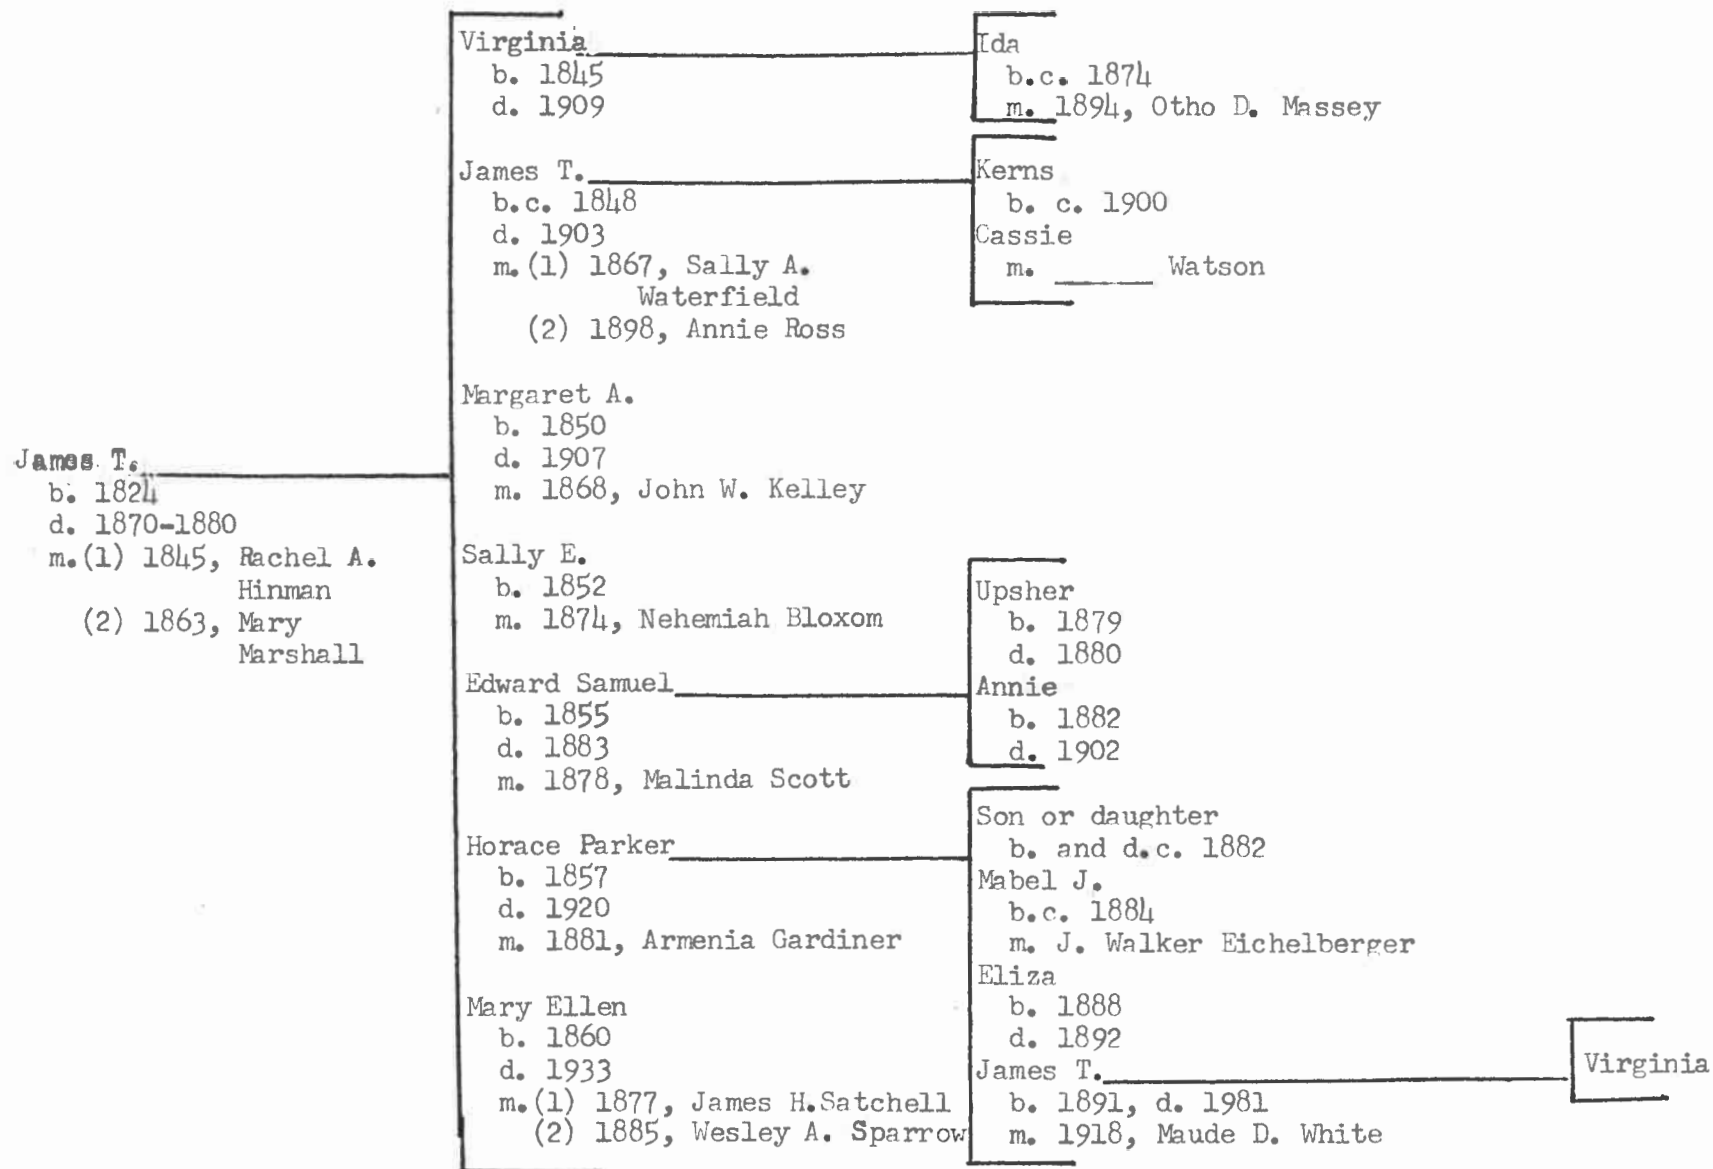 James T.
b. 1824
d. 1870-1880
m.(1) 1845, Rachel A.
Hinman
(2) 1863, Mary
Marshall
Virginia
b. 1845
d. 1909
James T.
b.c. 1848
d. 1903
m.(1) 1867, Sally A.
Waterfield
(2) 1898, Annie Ross
Margaret A.
b. 1850
d. 1907
m. 1868, John W. Kelley
Sally E.
b. 1852
m. 1874, Nehemiah Bloxom
Edward Samuel
b. 1855
d. 1883
m. 1878, Malinda Scott
Horace Parker
b. 1857
d. 1920
m. 1881, Armenia Gardiner
Mary Ellen
b. 1860
d. 1933
m.(1) 1877, James H.Satchell
(2) 1885, Wesley A. Sparrow
Ida
b.c. 1874
m. 1894, Otho D. Massey
Kerns
b. c. 1900
Cassie
m. ______ Watson
Upsher
b. 1879
d. 1880
Annie
b. 1882
d. 1902
Son or daughter
b. and d.c. 1882
Mabel J.
b.c. 1884
m. J. Walker Eichelberger
Eliza
b. 1888
d. 1892
James T.
b. 1891, d. 1981
m. 1918, Maude D. White
Virginia